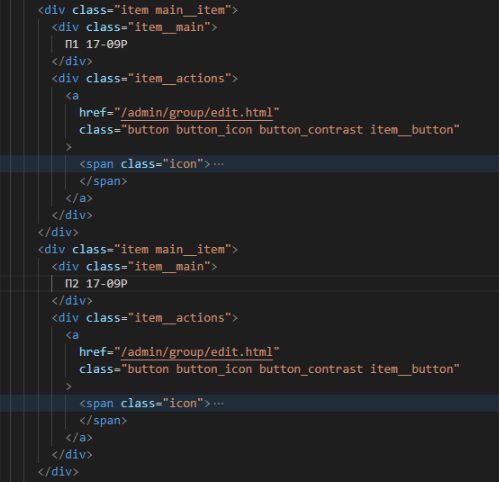 <div class="item main__item">
<div class="item__main">
П1 17-09Р
</div>
<div class="item__actions">
<a
href="/admin/group/edit.html"
class="button button_icon button_contrast item__button"
>
<span class="icon">⋯
</span>
</a>
</div>
</div>
<div class="item main__item">
<div class="item__main">
П2 17-09Р
</div>
<div class="item__actions">
<a
href="/admin/group/edit.html"
class="button button_icon button_contrast item__button"
>
<span class="icon">⋯
</span>
</a>
</div>
</div>